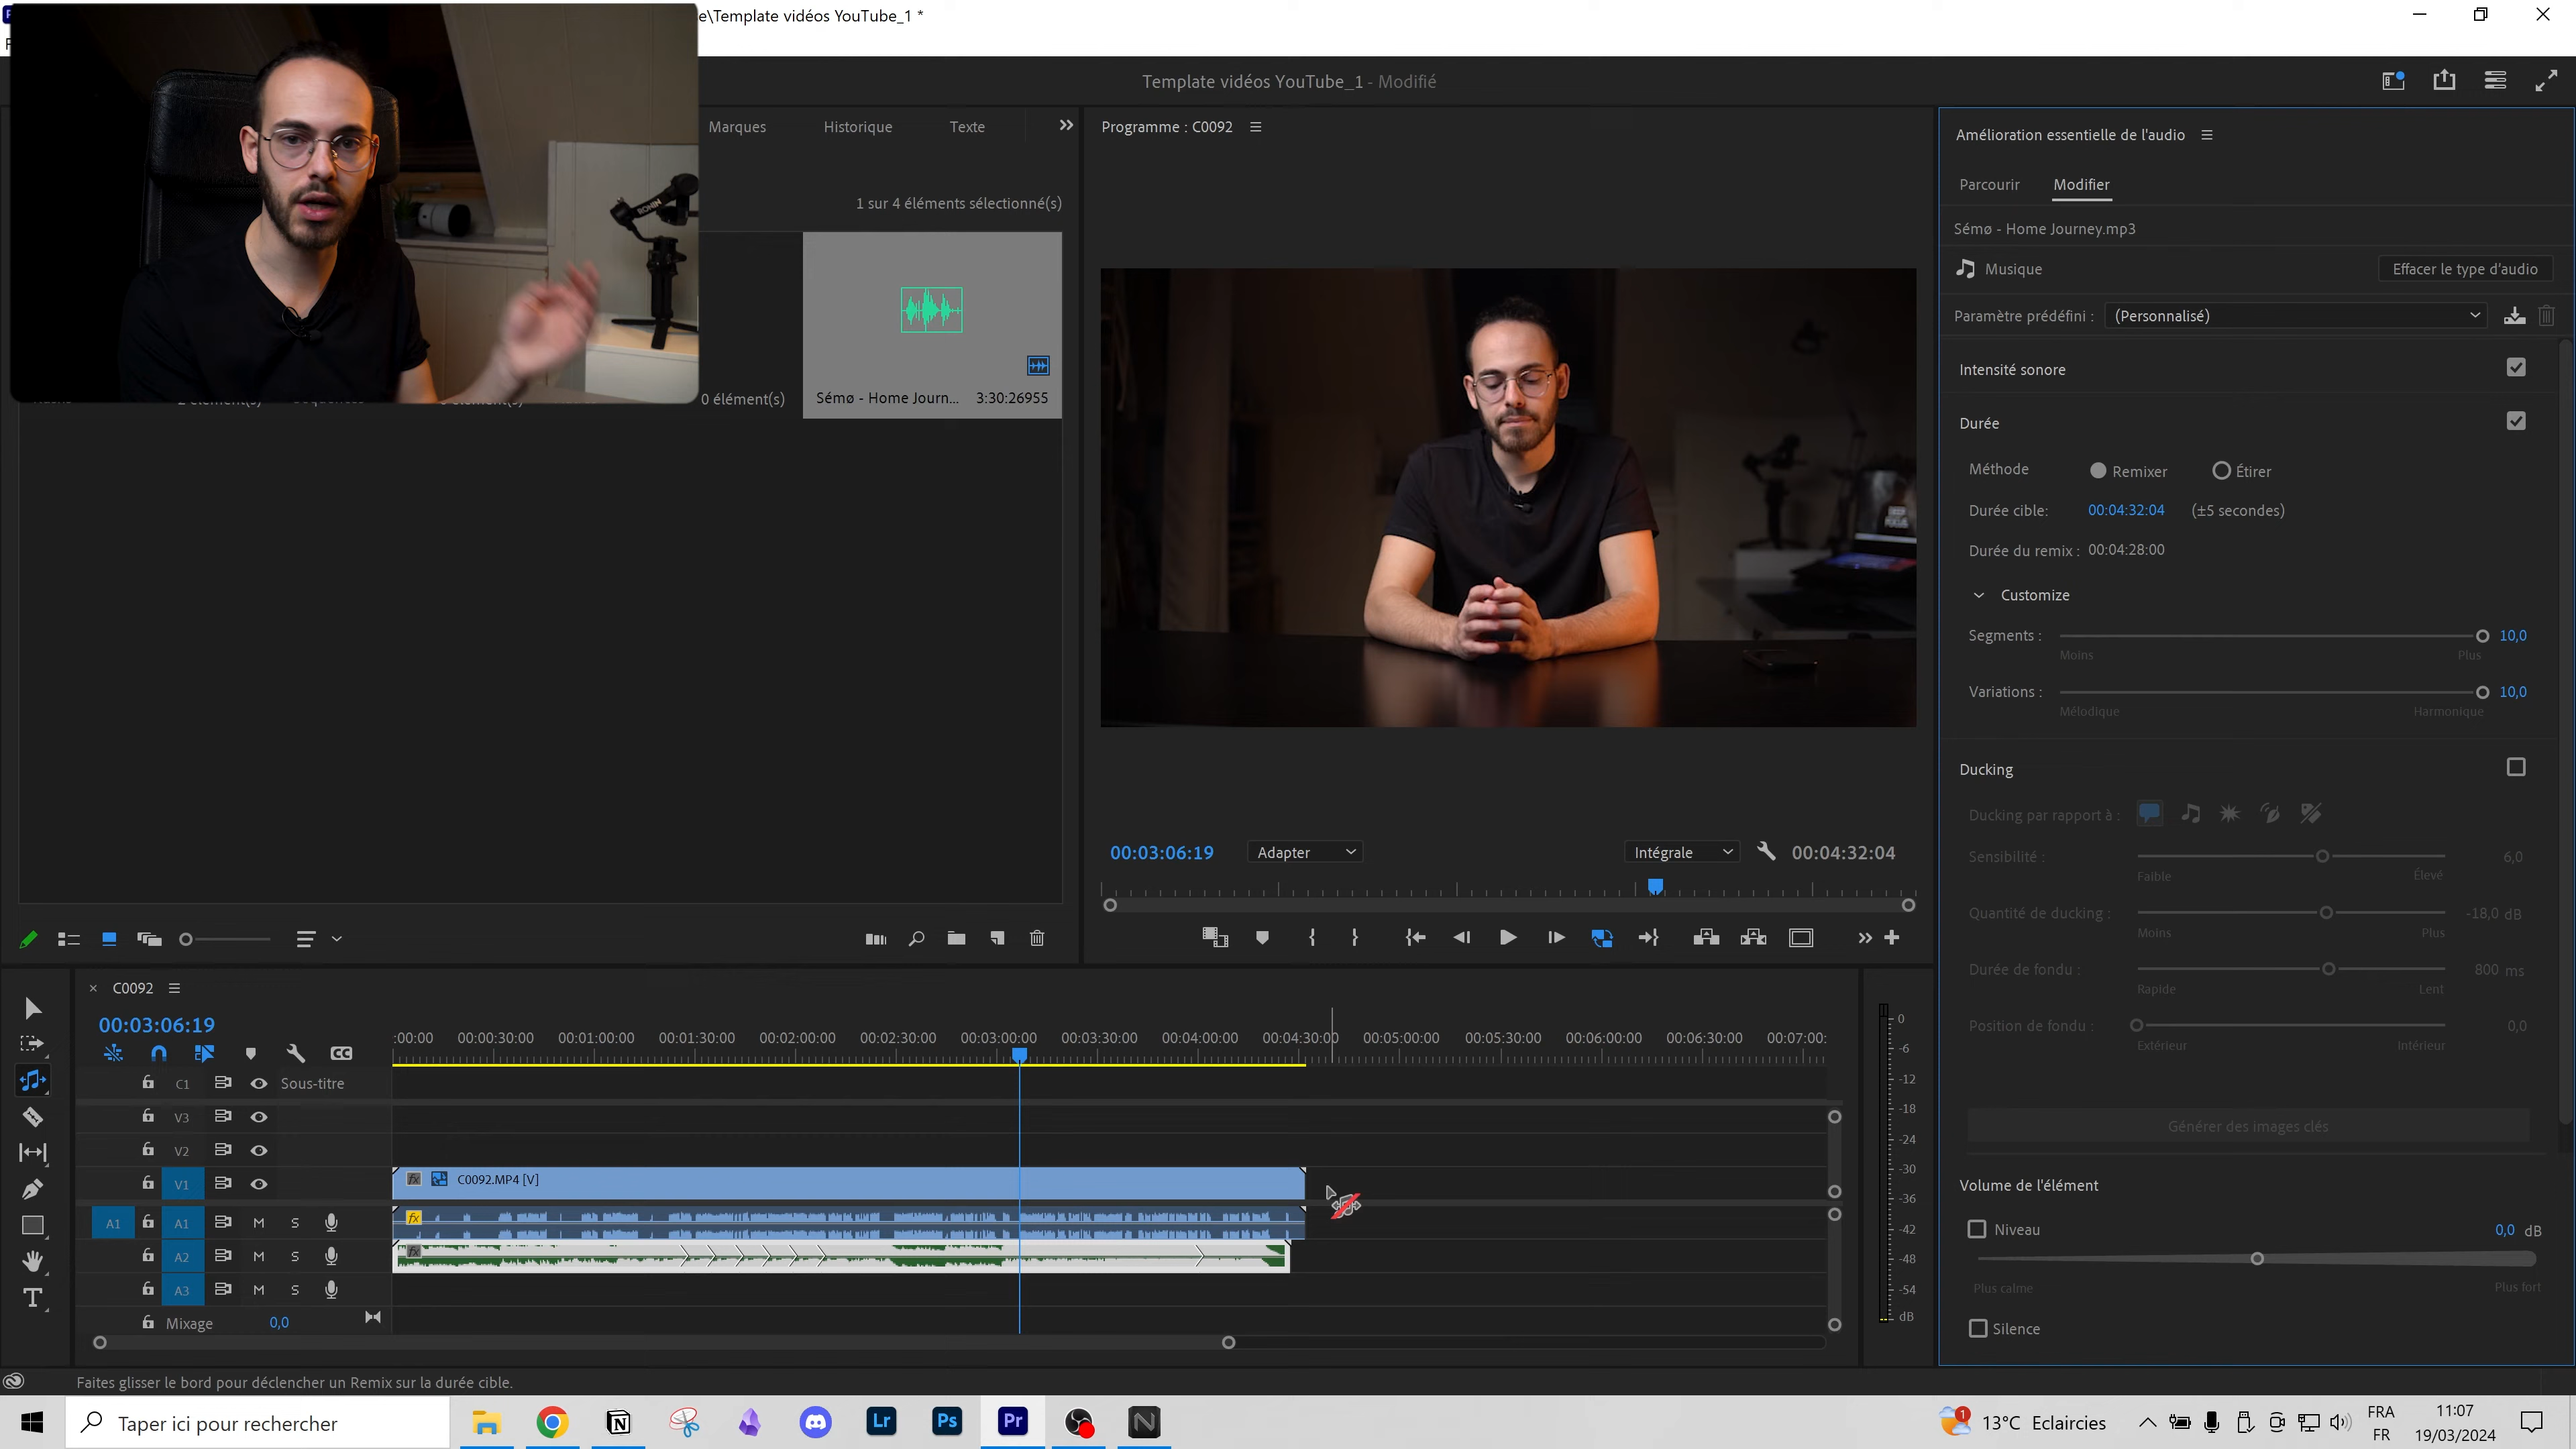 e\Template vidéos YouTube_1 *
Template vidéos YouTube_1 - Modifié
Marques
Historique
Texte
1 sur 4 éléments sélectionné(s)
0 élément(s)
Sémø - Home Journ...
3:30:26955
Programme : C0092
00:03:06:19
Adapter
Intégrale
00:04:32:04
Amélioration essentielle de l'audio
Parcourir
Modifier
Sémø - Home Journey.mp3
Musique
Effacer le type d'audio
Paramètre prédéfini :
(Personnalisé)
Intensité sonore
Durée
Méthode
Remixer
Étirer
Durée cible:
00:04:32:04
(±5 secondes)
Durée du remix :
00:04:28:00
Customize
Segments :
10,0
Moins
Plus
Variations :
10,0
Mélodique
Harmonique
Ducking
Ducking par rapport à :
Sensibilité :
6,0
Faible
Élevé
Quantité de ducking :
-18,0 dB
Moins
Plus
Durée de fondu :
800 ms
Rapide
Lent
Position de fondu :
0,0
Extérieur
Intérieur
Générer des images clés
Volume de l'élément
Niveau
0,0 dB
Plus calme
Plus fort
Silence
C0092
00:03:06:19
:00:00
00:00:30:00
00:01:00:00
00:01:30:00
00:02:00:00
00:02:30:00
00:03:00:00
00:03:30:00
00:04:00:00
00:04:30:00
00:05:00:00
00:05:30:00
00:06:00:00
00:06:30:00
00:07:00:
C1
Sous-titre
V3
V2
V1
fx
C0092.MP4 [V]
A1
A1
M
S
fx
A2
M
S
fx
A3
M
S
Mixage
0,0
0
-6
-12
-18
-24
-30
-36
-42
-48
-54
dB
Faites glisser le bord pour déclencher un Remix sur la durée cible.
Taper ici pour rechercher
Lr
Ps
Pr
1
13°C Eclaircies
FRA
FR
11:07
19/03/2024